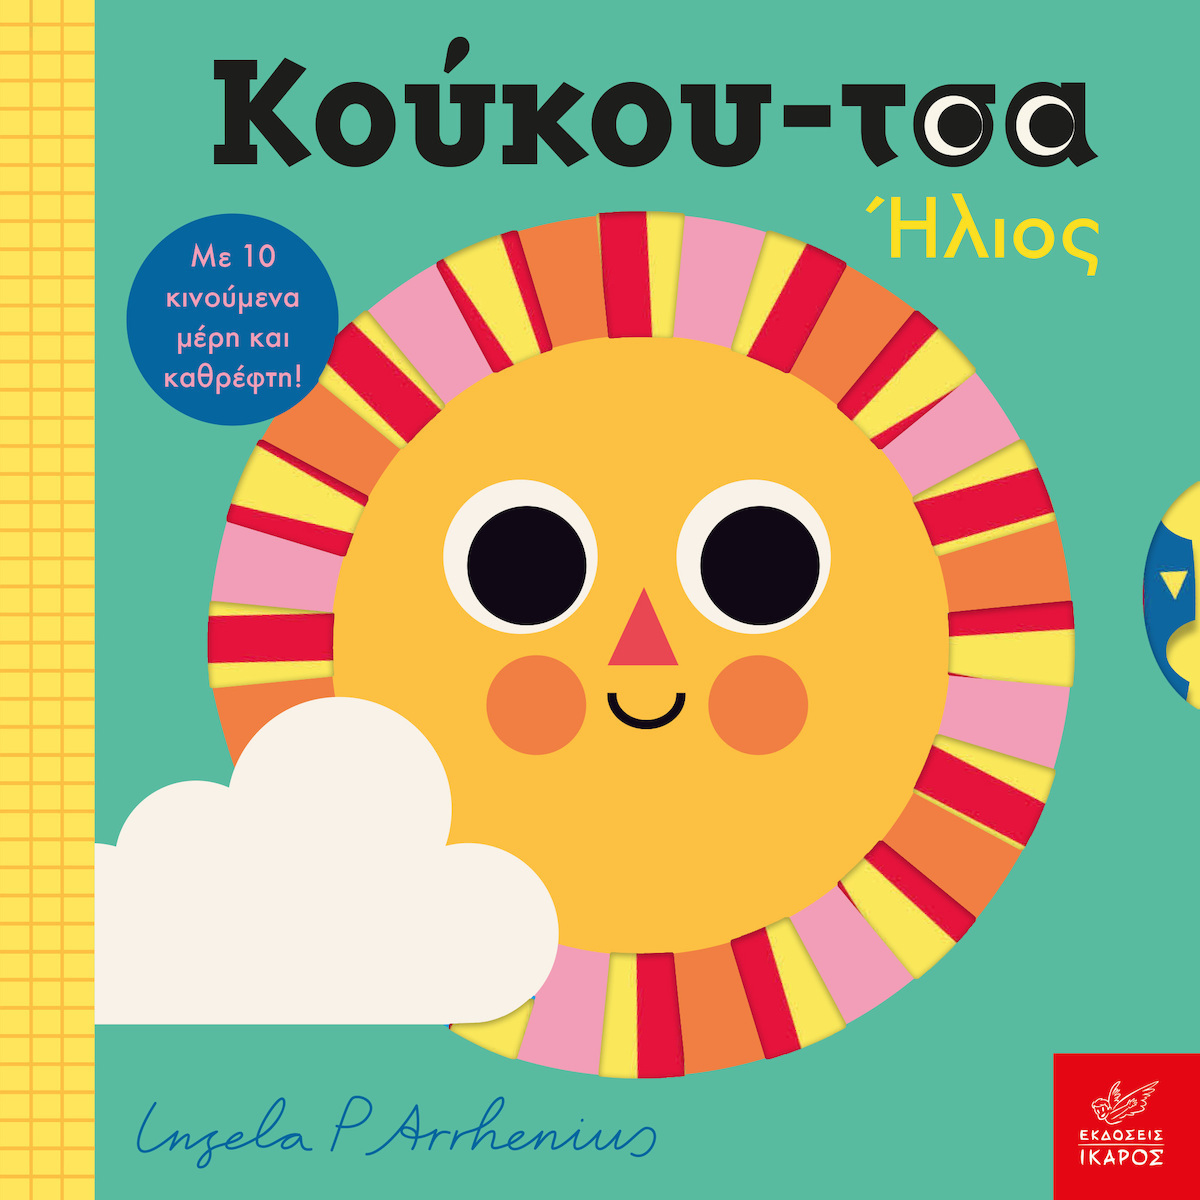 Κούκου-τσα
Ήλιος
Με 10
κινούμενα
μέρη και
καθρέφτη!
Ingela P Arrhenius
ΕΚΔΟΣΕΙΣ
ΙΚΑΡΟΣ